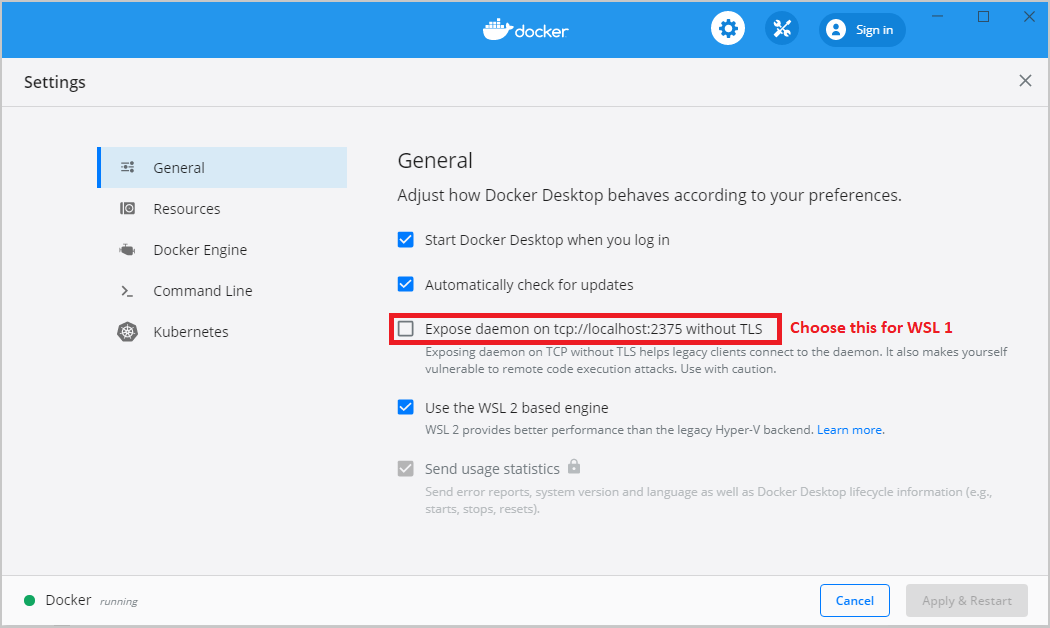 docker
Sign in
Settings
General
Resources
Docker Engine
Command Line
Kubernetes
General
Adjust how Docker Desktop behaves according to your preferences.
Start Docker Desktop when you log in
Automatically check for updates
Expose daemon on tcp://localhost:2375 without TLS
Choose this for WSL 1
Exposing daemon on TCP without TLS helps legacy clients connect to the daemon. It also makes yourself
vulnerable to remote code execution attacks. Use with caution.
Use the WSL 2 based engine
WSL 2 provides better performance than the legacy Hyper-V backend. Learn more.
Send usage statistics
Send error reports, system version and language as well as Docker Desktop lifecycle information (e.g.,
starts, stops, resets).
Docker running
Cancel
Apply & Restart